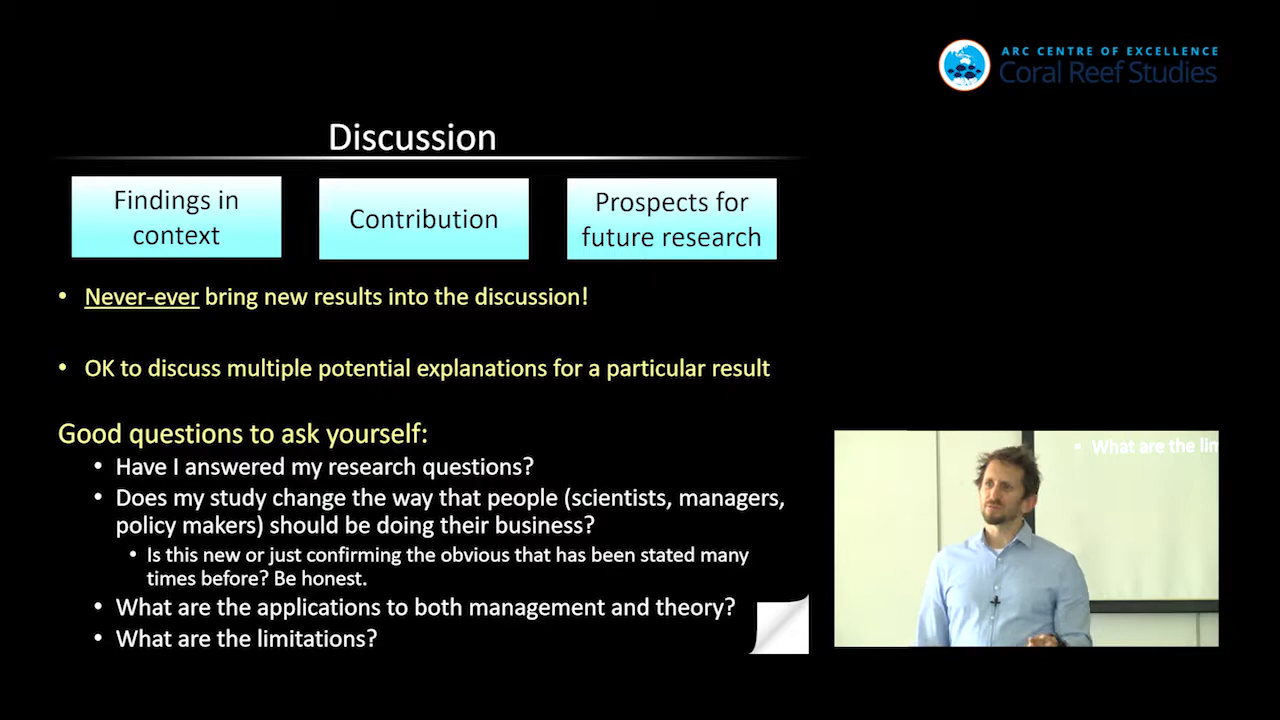 ARC CENTRE OF EXCELLENCE
Coral Reef Studies
Discussion
Findings in
context
Contribution
Prospects for
future research
• Never-ever bring new results into the discussion!
• OK to discuss multiple potential explanations for a particular result
Good questions to ask yourself:
• Have I answered my research questions?
• Does my study change the way that people (scientists, managers,
policy makers) should be doing their business?
• Is this new or just confirming the obvious that has been stated many
times before? Be honest.
• What are the applications to both management and theory?
• What are the limitations?
• What are the lim